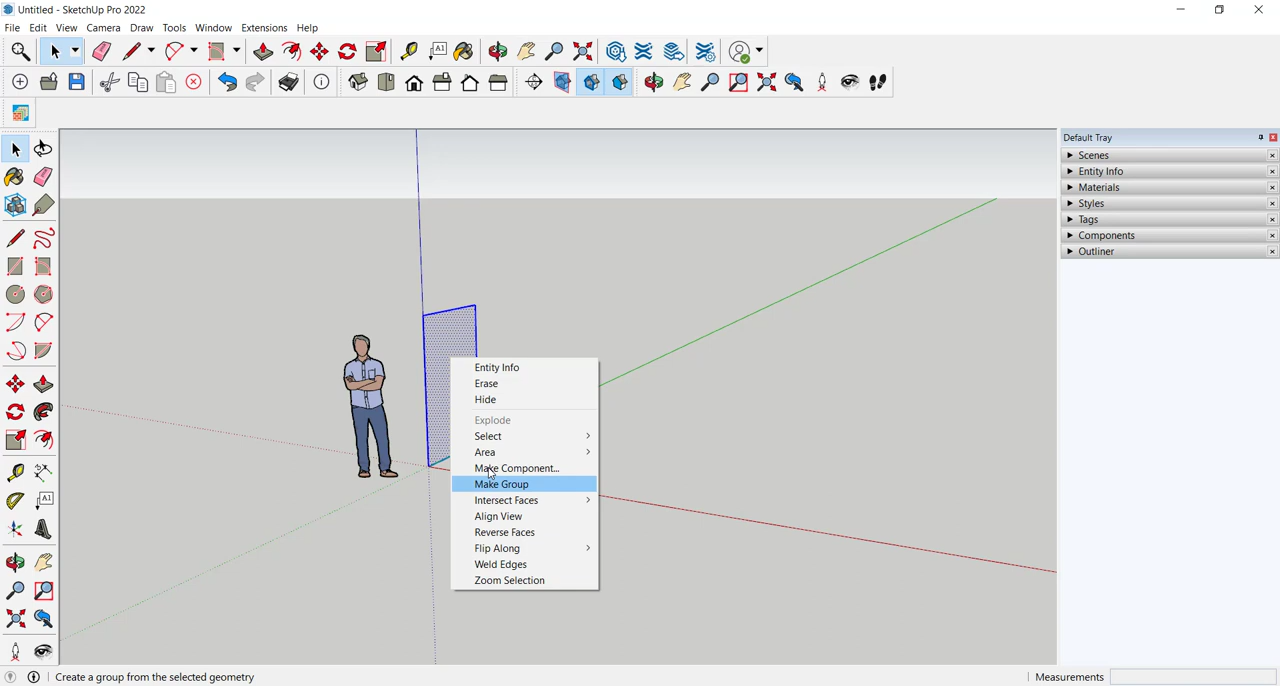 Untitled - SketchUp Pro 2022
File Edit View Camera Draw Tools Window Extensions Help
A1
Default Tray
Scenes
Entity Info
Materials
Styles
Tags
Components
Outliner
A1
Entity Info
Erase
Hide
Explode
Select
Area
Make Component...
Make Group
Intersect Faces
Align View
Reverse Faces
Flip Along
Weld Edges
Zoom Selection
Create a group from the selected geometry
Measurements